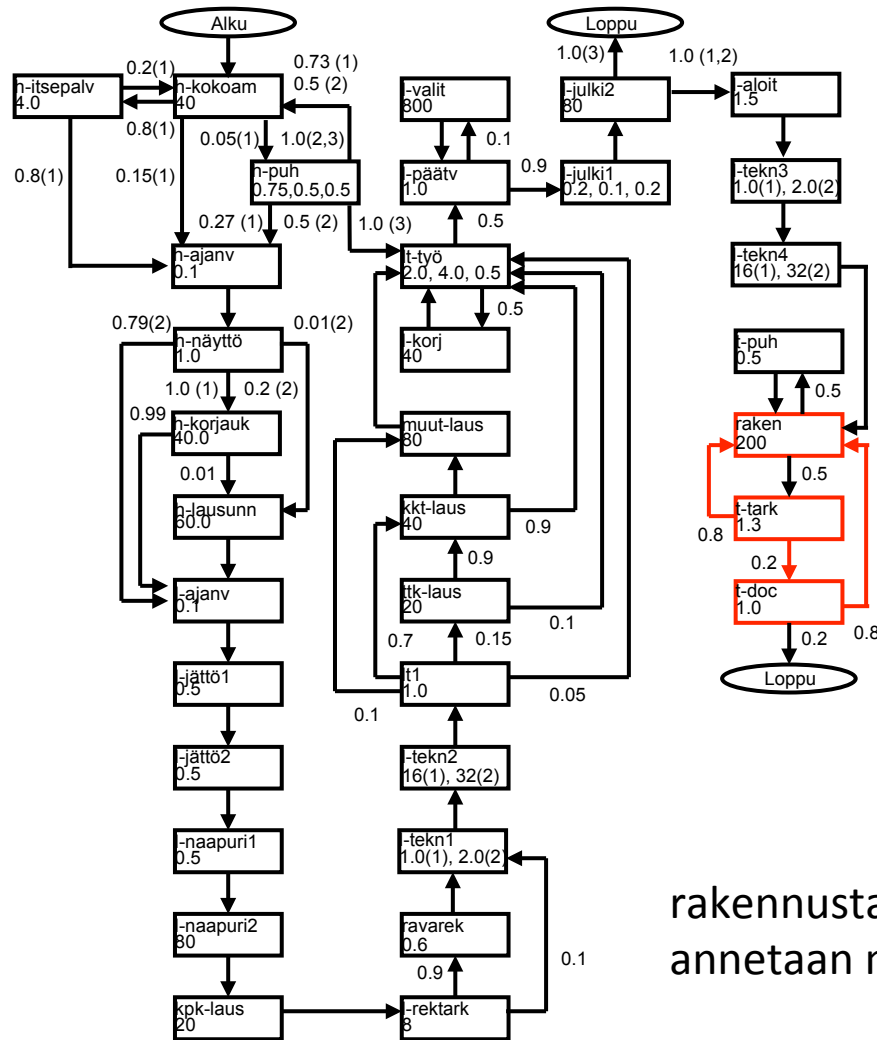 Alku
0.2(1)
h-itsepalv
4.0
h-kokoam
40
0.73 (1)
0.5 (2)
0.8(1)
0.05(1)
1.0(2,3)
0.8(1)
0.15(1)
h-puh
0.75,0.5,0.5
0.27 (1)
0.5 (2)
1.0 (3)
h-ajanv
0.1
0.79(2)
h-näyttö
1.0
0.01(2)
1.0 (1)
0.2 (2)
0.99
h-korjauk
40.0
0.01
h-lausunn
60.0
l-ajanv
0.1
l-jättö1
0.5
l-jättö2
0.5
l-naapuri1
0.5
l-naapuri2
80
kpk-laus
20
l-rektark
8
0.9
0.1
ravarek
0.6
l-tekn1
1.0(1), 2.0(2)
l-tekn2
16(1), 32(2)
lt1
1.0
0.1
0.7
0.15
0.05
ttk-laus
20
0.1
0.9
kkt-laus
40
0.9
muut-laus
80
l-korj
40
0.5
lt-työ
2.0, 4.0, 0.5
0.5
l-päätv
1.0
0.1
l-valit
800
0.9
l-julki1
0.2, 0.1, 0.2
l-julki2
80
1.0(3)
Loppu
1.0 (1,2)
l-aloit
1.5
l-tekn3
1.0(1), 2.0(2)
l-tekn4
16(1), 32(2)
t-puh
0.5
0.5
raken
200
0.5
t-tark
1.3
0.8
0.2
t-doc
1.0
0.8
0.2
Loppu
rakennusta
annetaan